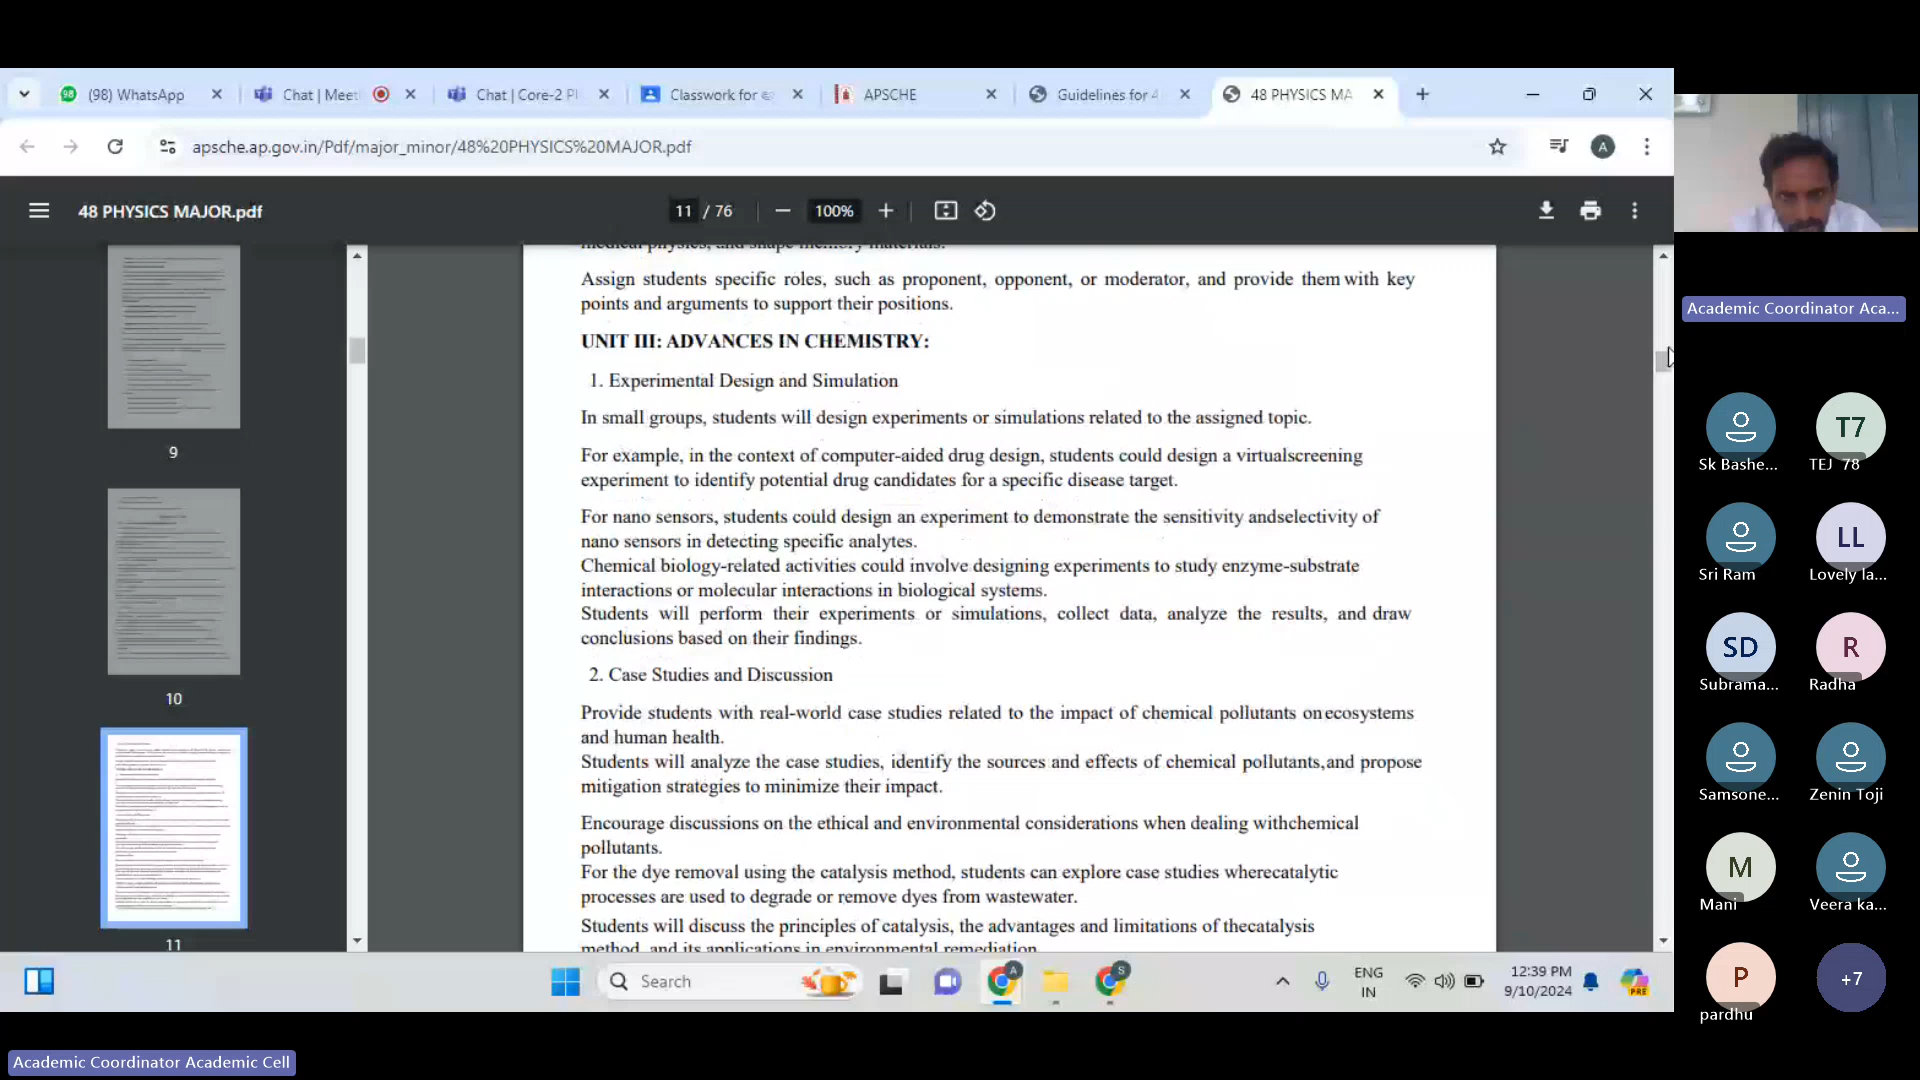 (98) WhatsApp
Chat | Meet
Chat | Core-2 Pl
Classwork for e
APSCHE
Guidelines for 4
48 PHYSICS MA
apsche.ap.gov.in/Pdf/major_minor/48%20PHYSICS%20MAJOR.pdf
A
48 PHYSICS MAJOR.pdf
11 / 76
100%
9
10
11
medical physics, and shape memory materials.
Assign students specific roles, such as proponent, opponent, or moderator, and provide them with key
points and arguments to support their positions.
UNIT III: ADVANCES IN CHEMISTRY:
1. Experimental Design and Simulation
In small groups, students will design experiments or simulations related to the assigned topic.
For example, in the context of computer-aided drug design, students could design a virtualscreening
experiment to identify potential drug candidates for a specific disease target.
For nano sensors, students could design an experiment to demonstrate the sensitivity andselectivity of
nano sensors in detecting specific analytes.
Chemical biology-related activities could involve designing experiments to study enzyme-substrate
interactions or molecular interactions in biological systems.
Students will perform their experiments or simulations, collect data, analyze the results, and draw
conclusions based on their findings.
2. Case Studies and Discussion
Provide students with real-world case studies related to the impact of chemical pollutants onecosystems
and human health.
Students will analyze the case studies, identify the sources and effects of chemical pollutants,and propose
mitigation strategies to minimize their impact.
Encourage discussions on the ethical and environmental considerations when dealing withchemical
pollutants.
For the dye removal using the catalysis method, students can explore case studies wherecatalytic
processes are used to degrade or remove dyes from wastewater.
Students will discuss the principles of catalysis, the advantages and limitations of thecatalysis
method, and its applications in environmental remediation.
Search
A
S
ENG
IN
12:39 PM
9/10/2024
PRE
Academic Coordinator Academic Cell
Academic Coordinator Aca...
Sk Bashe...
T7
TEJ 78
Sri Ram
LL
Lovely la...
SD
Subrama...
R
Radha
Samsone...
Zenin Toji
M
Mani
Veera ka...
P
pardhu
+7